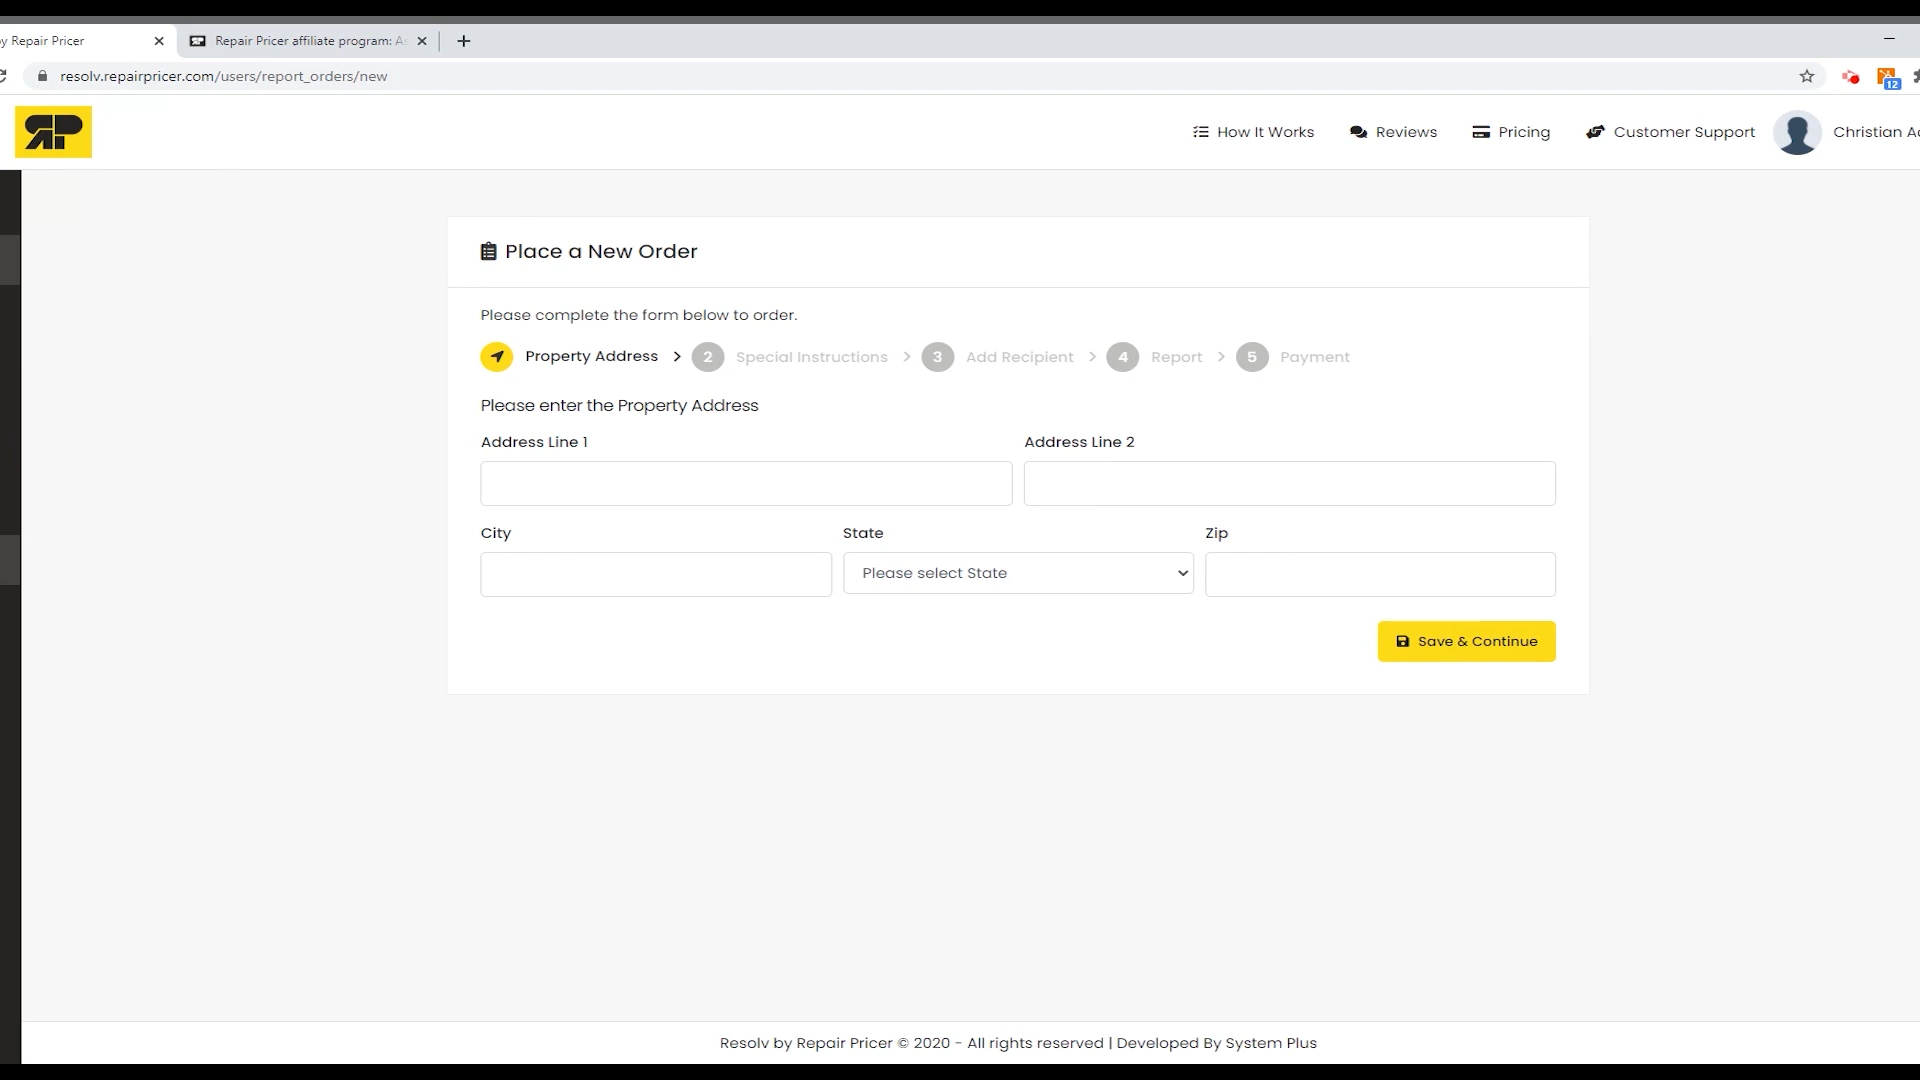 y Repair Pricer
Repair Pricer affiliate program: A
resolv.repairpricer.com/users/report_orders/new
12
RP
How It Works
Reviews
Pricing
Customer Support
Christian A
Place a New Order
Please complete the form below to order.
Property Address > 2 Special Instructions > 3 Add Recipient > 4 Report > 5 Payment
Please enter the Property Address
Address Line 1
Address Line 2
City
State
Zip
Please select State
Save & Continue
Resolv by Repair Pricer © 2020 - All rights reserved | Developed By System Plus